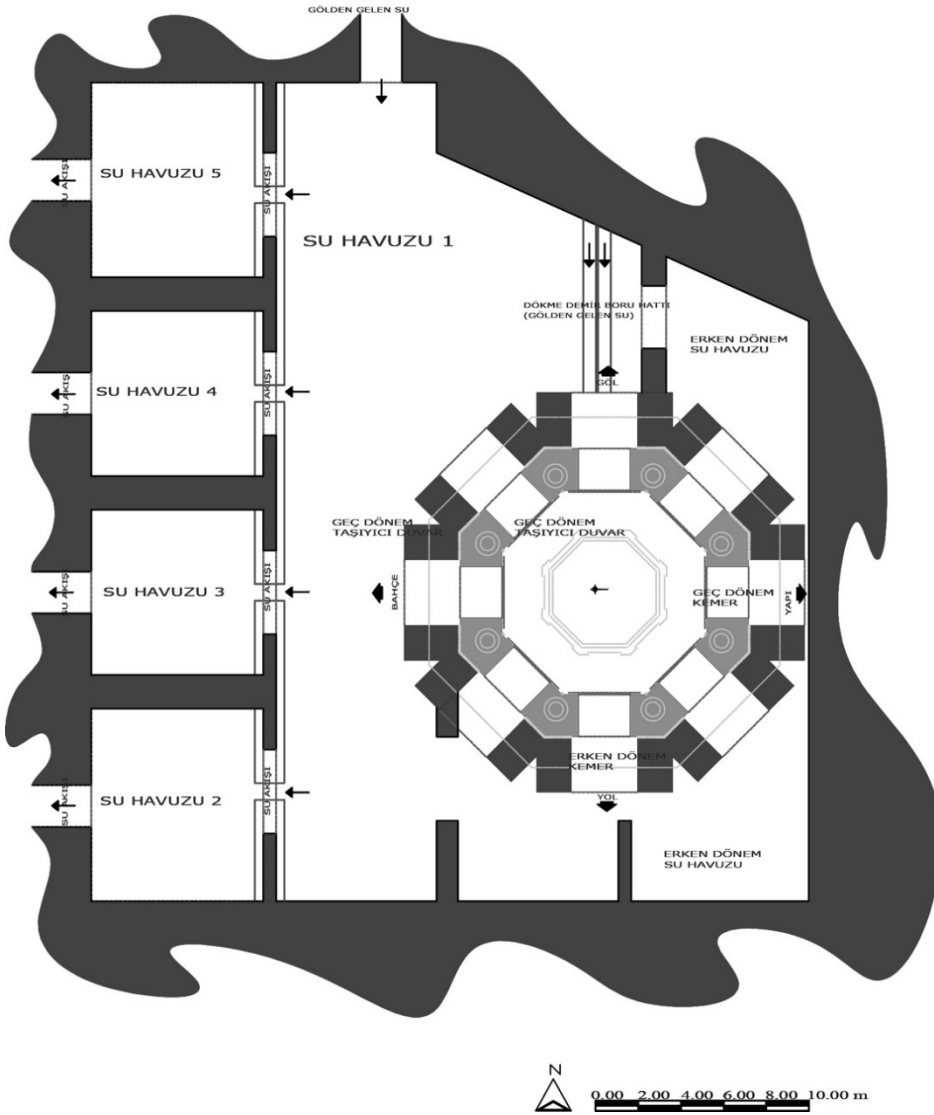 GÖLDEN GELEN SU
SU HAVUZU 5
SU AKIŞI
SU AKIŞI
SU HAVUZU 1
DÖKME DEMİR BORU HATTI
(GÖLDEN GELEN SU)
ERKEN DÖNEM
SU HAVUZU
SU HAVUZU 4
SU AKIŞI
SU AKIŞI
GÖL
GEÇ DÖNEM
TAŞIYICI DUVAR
GEÇ DÖNEM
TAŞIYICI DUVAR
SU HAVUZU 3
SU AKIŞI
SU AKIŞI
BAHÇE
GEÇ DÖNEM
KEMER
YAPI
ERKEN DÖNEM
KEMER
SU HAVUZU 2
SU AKIŞI
SU AKIŞI
YOL
ERKEN DÖNEM
SU HAVUZU
N
0.00 2.00 4.00 6.00 8.00 10.00 m